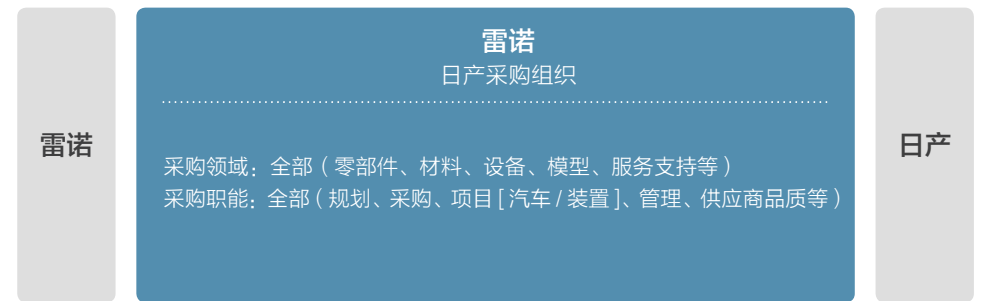 雷诺
雷诺
日产采购组织
采购领域：全部（零部件、材料、设备、模型、服务支持等）
采购职能：全部（规划、采购、项目[汽车/装置]、管理、供应商品质等）
日产